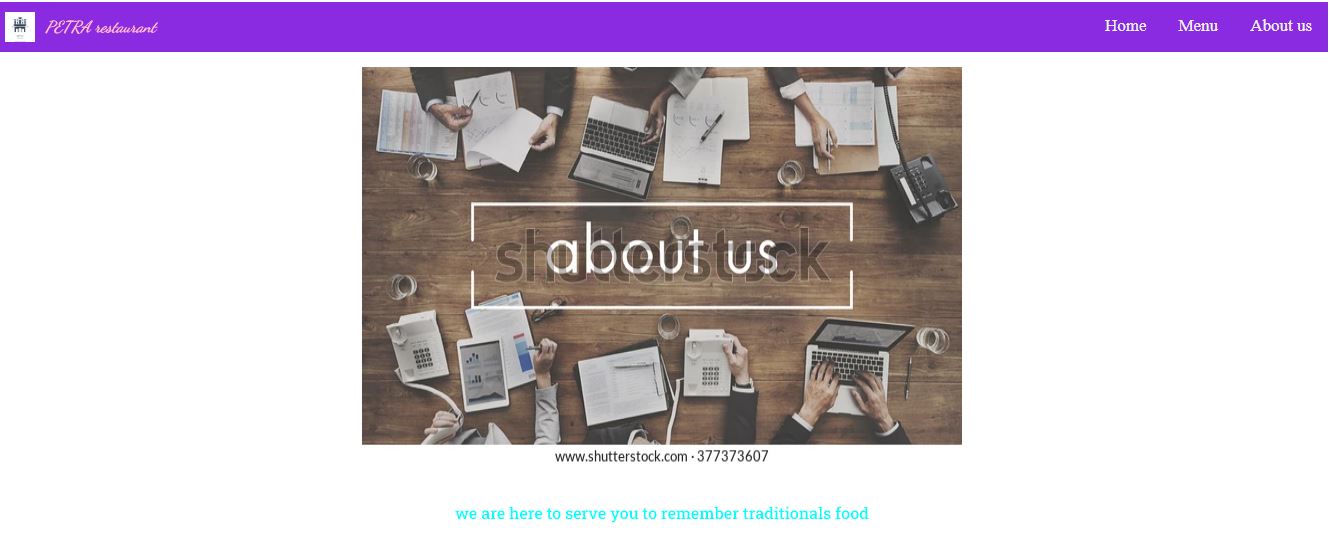 PETRA restaurant
Home Menu About us
shutterstock
about us
www.shutterstock.com · 377373607
we are here to serve you to remember traditionals food